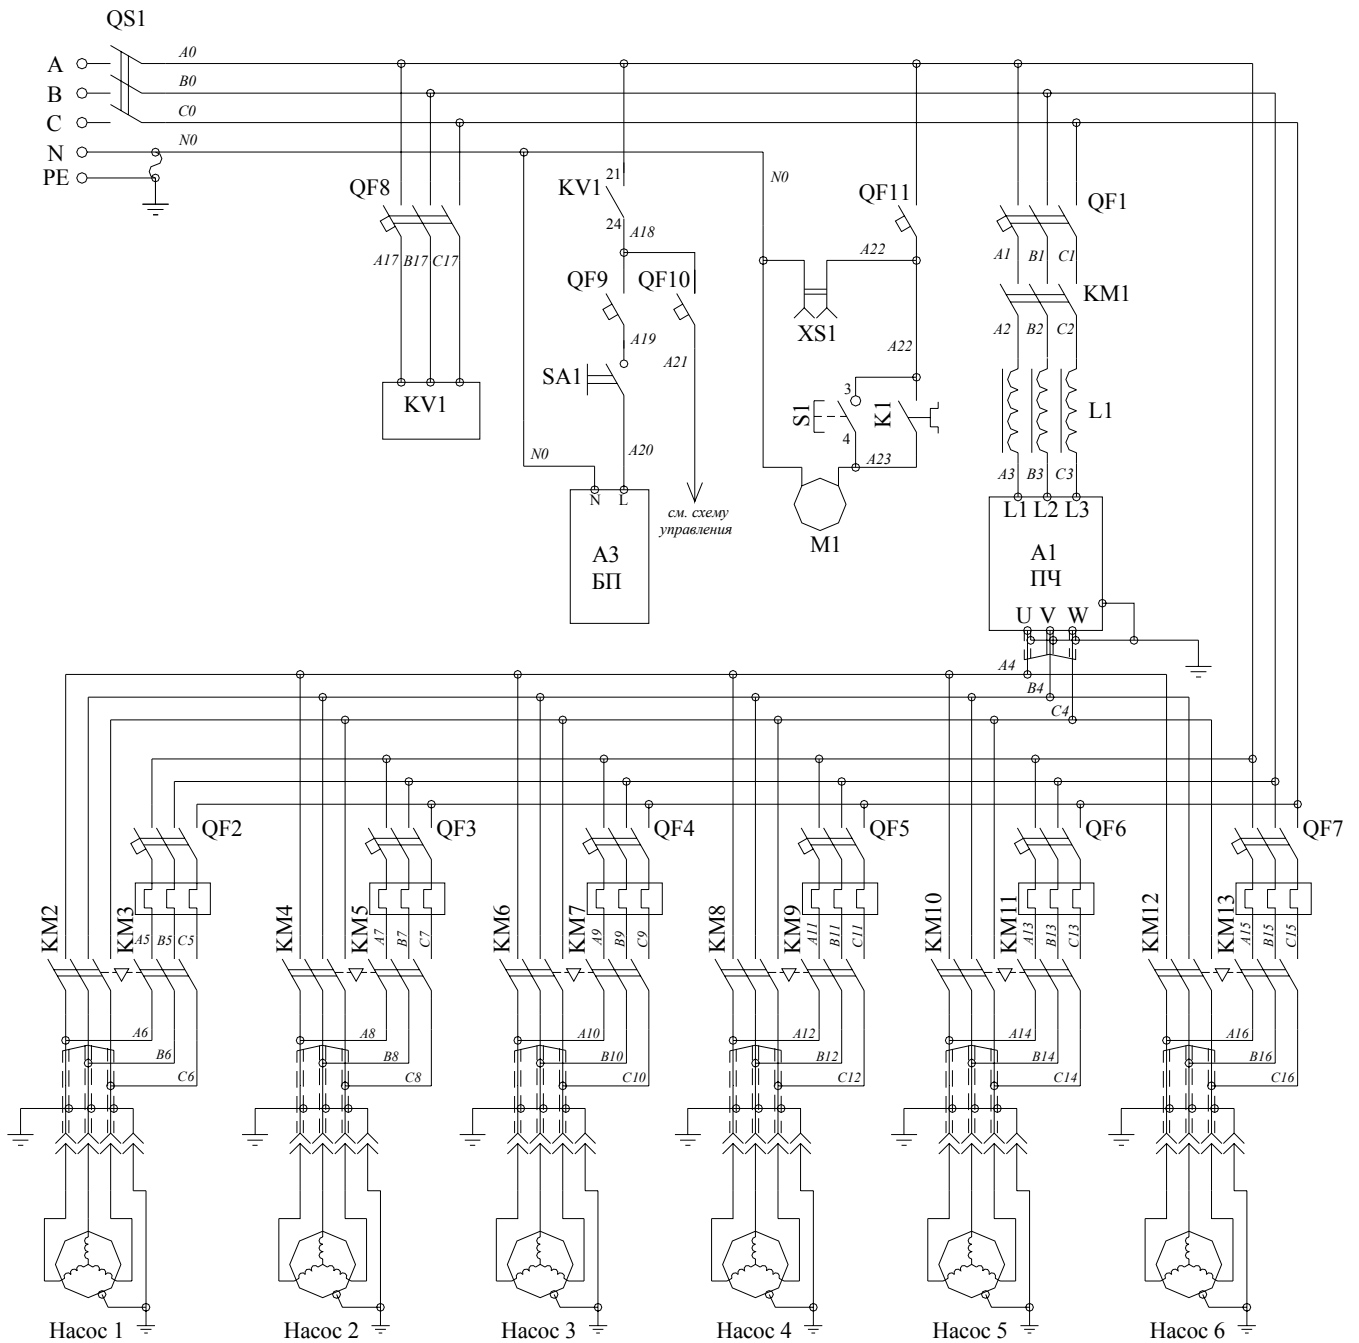 QS1
A
A0
B
B0
C
C0
N
N0
PE
QF8
KV1
21
24
A18
N0
QF11
QF1
A17
B17
C17
QF9
QF10
A22
A1
B1
C1
KM1
XS1
A19
A21
A22
A2
B2
C2
SA1
KV1
S1
3
4
K1
L1
N0
A20
A23
A3
B3
C3
N
L
см. схему
управления
M1
L1
L2
L3
А3
БП
А1
ПЧ
U
V
W
A4
B4
C4
QF2
QF3
QF4
QF5
QF6
QF7
KM2
KM3
A5
B5
C5
KM4
KM5
A7
B7
C7
KM6
KM7
A9
B9
C9
KM8
KM9
A11
B11
C11
KM10
KM11
A13
B13
C13
KM12
KM13
A15
B15
C15
A6
A8
A10
A12
A14
A16
B6
B8
B10
B12
B14
B16
C6
C8
C10
C12
C14
C16
Насос 1
Насос 2
Насос 3
Насос 4
Насос 5
Насос 6